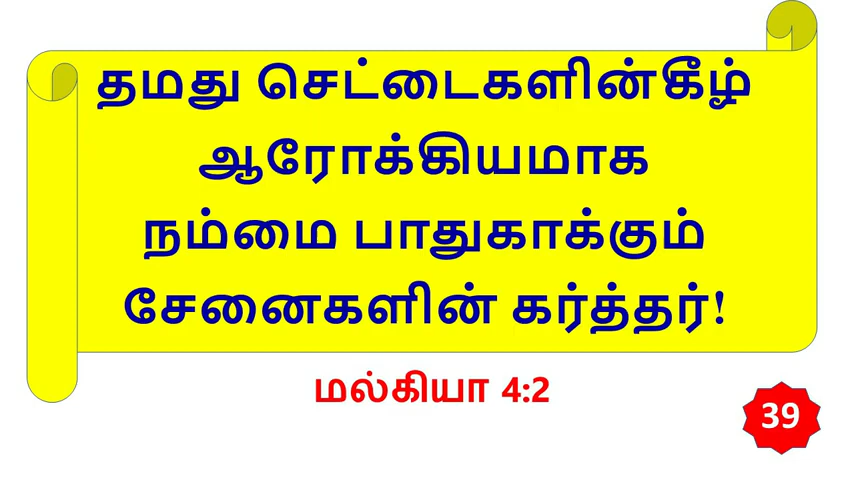 தமது செட்டைகளின்கீழ்
ஆரோக்கியமாக
நம்மை பாதுகாக்கும்
சேனைகளின் கர்த்தர்!
மல்கியா 4:2
39